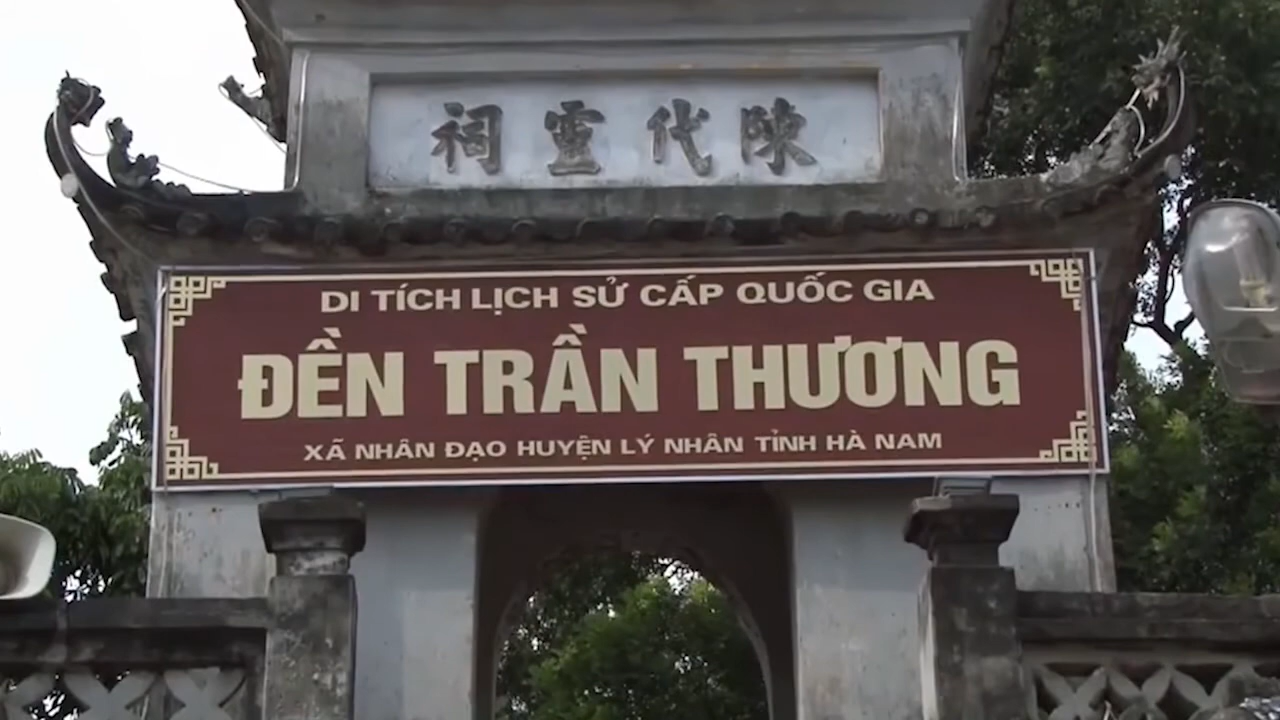 陳代靈祠
DI TÍCH LỊCH SỬ CẤP QUỐC GIA
ĐỀN TRẦN THƯƠNG
XÃ NHÂN ĐẠO HUYỆN LÝ NHÂN TỈNH HÀ NAM